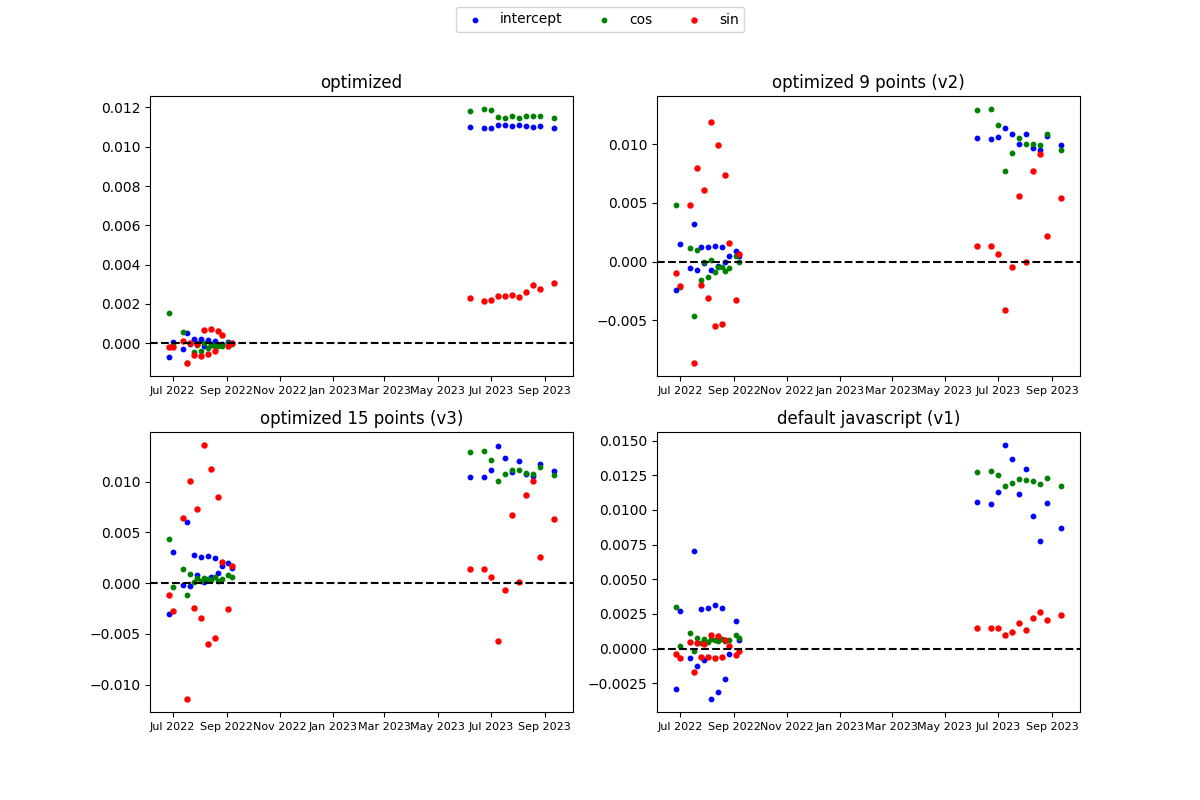 intercept cos sin
optimized
0.012
0.010
0.008
0.006
0.004
0.002
0.000
Jul 2022 Sep 2022 Nov 2022 Jan 2023 Mar 2023 May 2023 Jul 2023 Sep 2023
optimized 9 points (v2)
0.010
0.005
0.000
−0.005
Jul 2022 Sep 2022 Nov 2022 Jan 2023 Mar 2023 May 2023 Jul 2023 Sep 2023
optimized 15 points (v3)
0.010
0.005
0.000
−0.005
−0.010
Jul 2022 Sep 2022 Nov 2022 Jan 2023 Mar 2023 May 2023 Jul 2023 Sep 2023
default javascript (v1)
0.0150
0.0125
0.0100
0.0075
0.0050
0.0025
0.0000
−0.0025
Jul 2022 Sep 2022 Nov 2022 Jan 2023 Mar 2023 May 2023 Jul 2023 Sep 2023